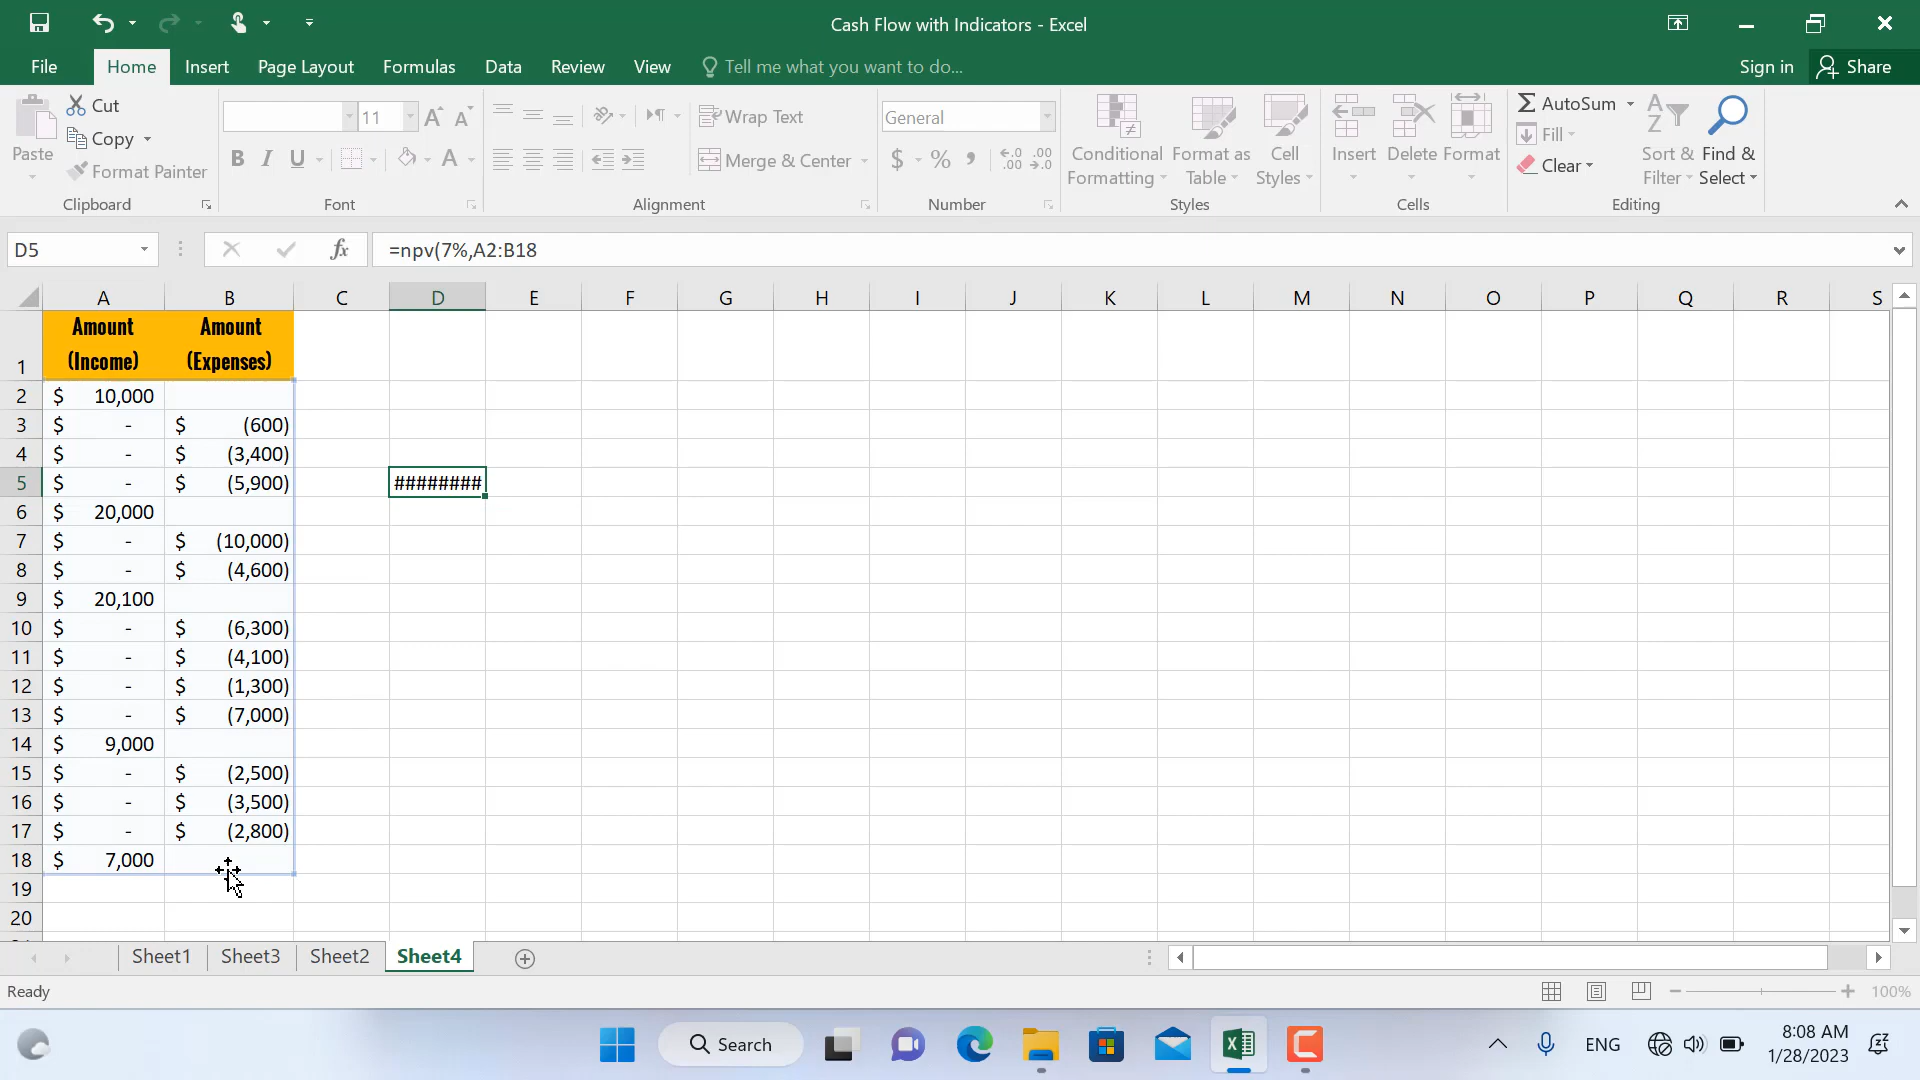 Cash Flow with Indicators - Excel
File Home Insert Page Layout Formulas Data Review View Tell me what you want to do... Sign in Share
Cut
Copy
Format Painter
Paste
11
B I U A
Wrap Text
Merge & Center
General
$ % ,
Conditional Formatting
Format as Table
Cell Styles
Insert Delete Format
AutoSum
Fill
Clear
Sort & Filter
Find & Select
Clipboard Font Alignment Number Styles Cells Editing
D5 fx =npv(7%,A2:B18
A B C D E F G H I J K L M N O P Q R S
1 Amount (Income) Amount (Expenses)
2 $ 10,000
3 $ - $ (600)
4 $ - $ (3,400)
5 $ - $ (5,900) ########
6 $ 20,000
7 $ - $ (10,000)
8 $ - $ (4,600)
9 $ 20,100
10 $ - $ (6,300)
11 $ - $ (4,100)
12 $ - $ (1,300)
13 $ - $ (7,000)
14 $ 9,000
15 $ - $ (2,500)
16 $ - $ (3,500)
17 $ - $ (2,800)
18 $ 7,000
19
20
Sheet1 Sheet3 Sheet2 Sheet4
Ready 100%
Search ENG 8:08 AM
1/28/2023